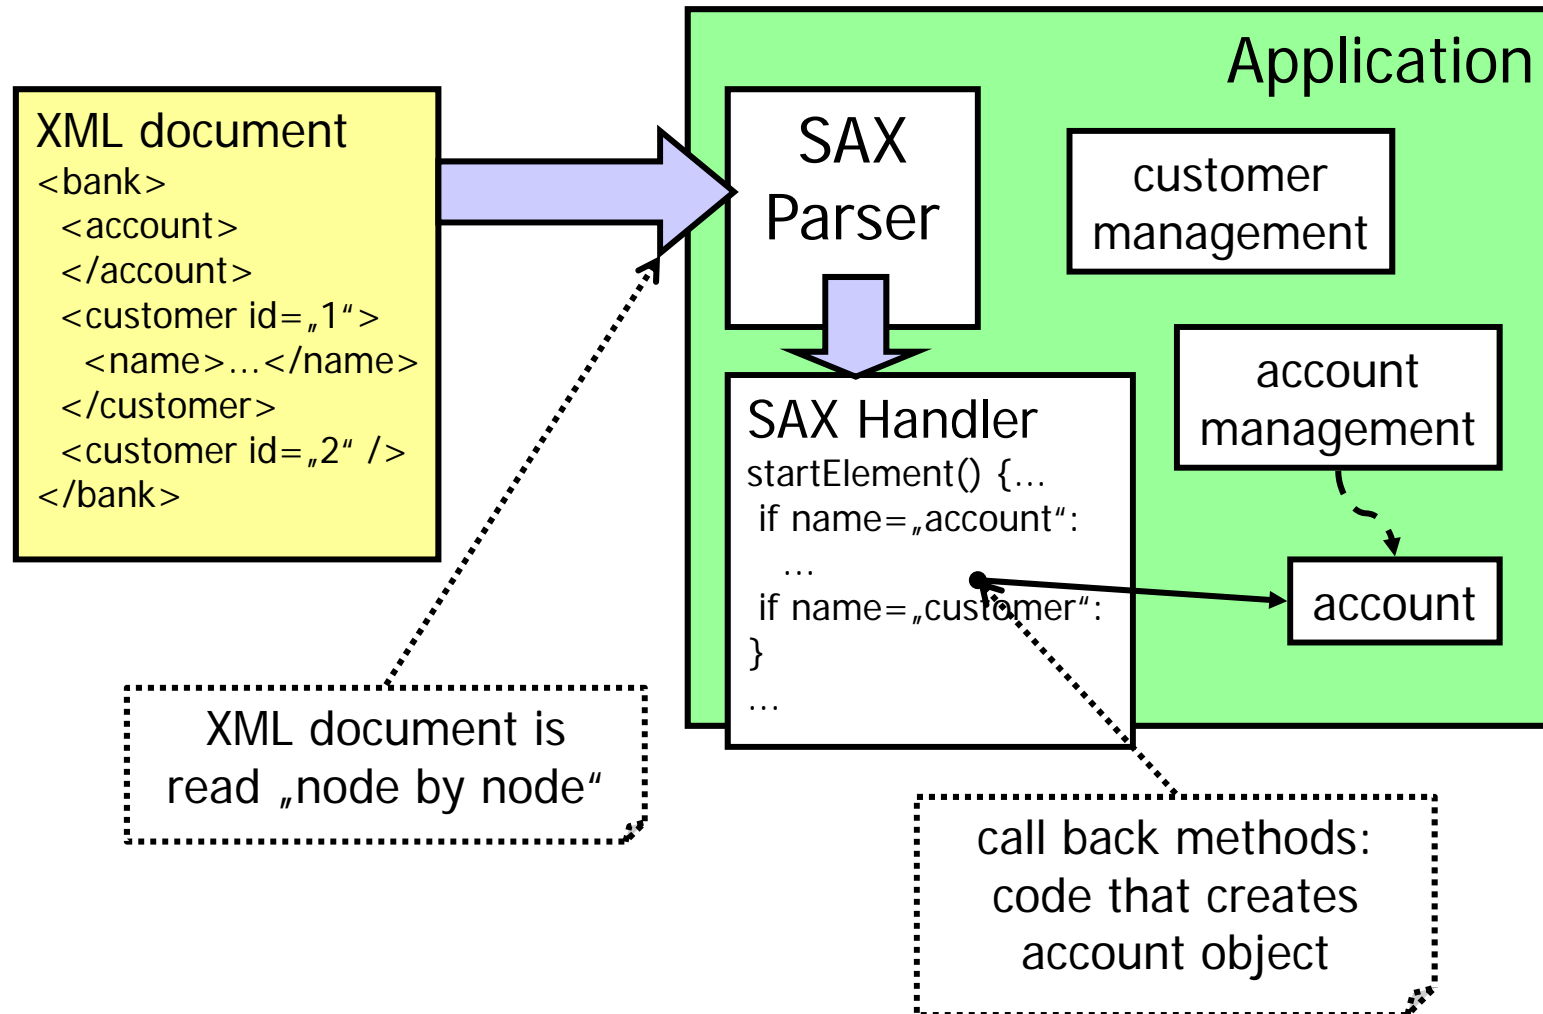 Application
XML document
<bank>
<account>
</account>
<customer id=„1“>
<name>...</name>
</customer>
<customer id=„2“ />
</bank>
SAX
Parser
customer
management
account
management
SAX Handler
startElement() {...
if name=„account“:
...
if name=„customer“:
}
...
account
XML document is
read „node by node“
call back methods:
code that creates
account object